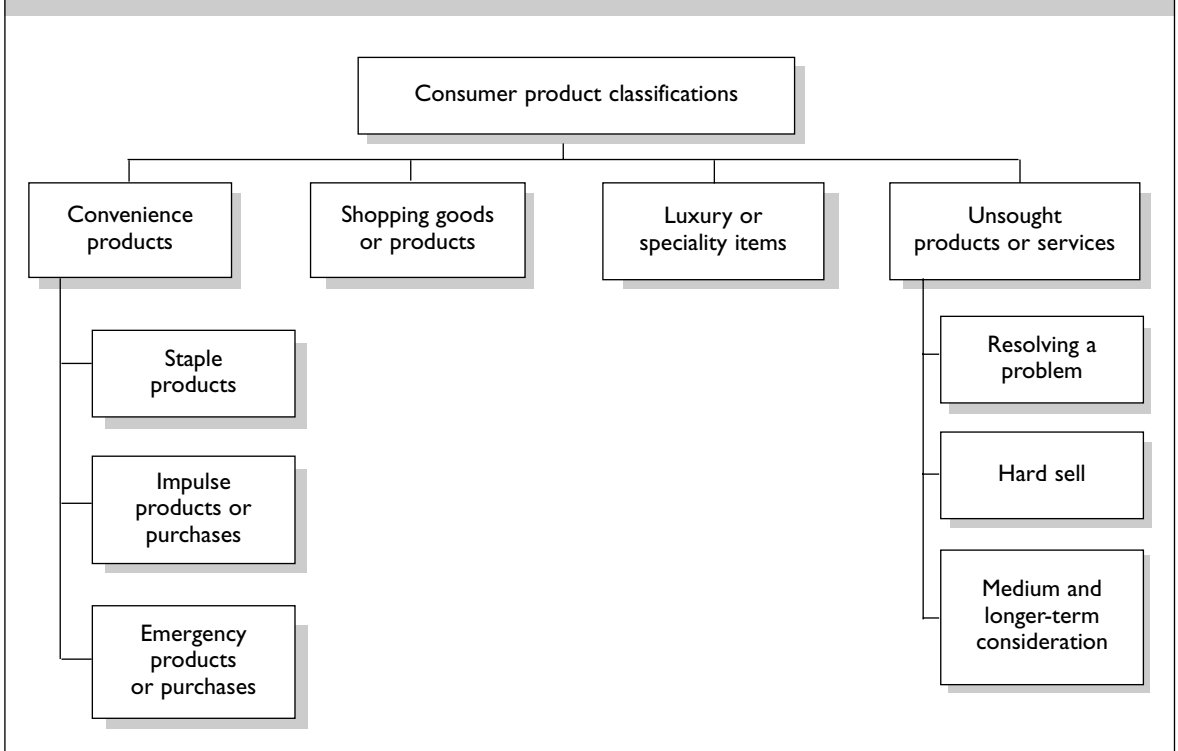 Consumer product classifications
Convenience
products
Shopping goods
or products
Luxury or
speciality items
Unsought
products or services
Staple
products
Impulse
products or
purchases
Emergency
products
or purchases
Resolving a
problem
Hard sell
Medium and
longer-term
consideration